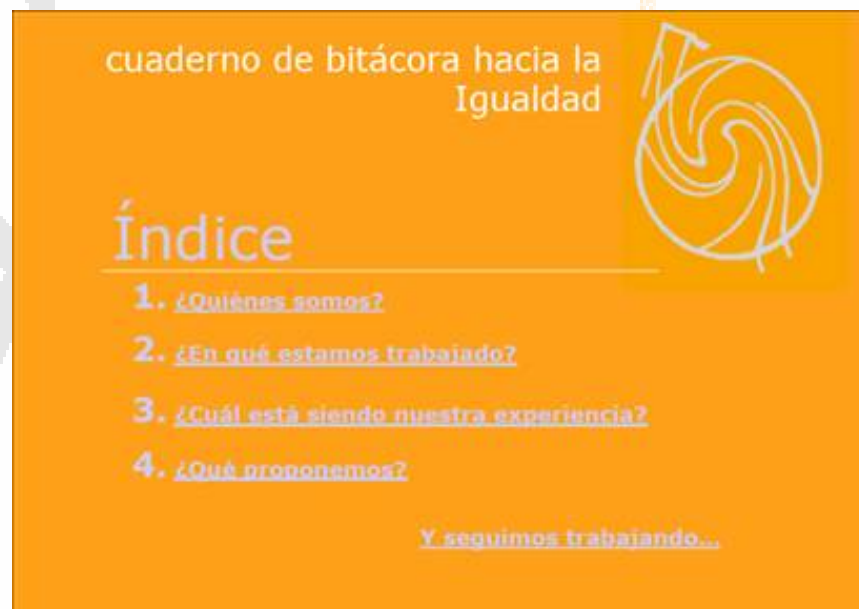 cuaderno de bitácora hacia la
Igualdad
Índice
1. ¿Quiénes somos?
2. ¿En qué estamos trabajado?
3. ¿Cuál está siendo nuestra experiencia?
4. ¿Qué proponemos?
Y seguimos trabajando...